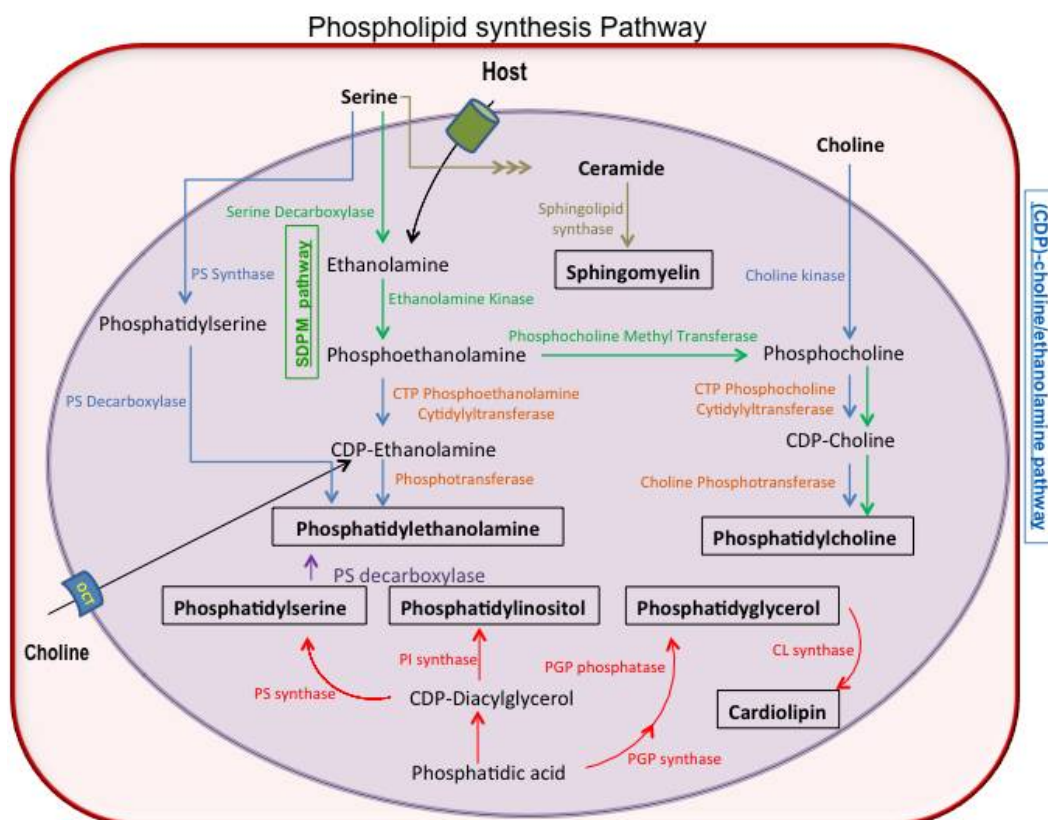 Phospholipid synthesis Pathway
Host
Serine
Choline
Ceramide
Serine Decarboxylase
Sphingolipid
synthase
SDPM pathway
Ethanolamine
Sphingomyelin
PS Synthase
Choline kinase
Ethanolamine Kinase
Phosphatidylserine
Phosphocholine Methyl Transferase
Phosphoethanolamine
Phosphocholine
PS Decarboxylase
CTP Phosphoethanolamine
Cytidylyltransferase
CTP Phosphocholine
Cytidylyltransferase
(CDP)-choline/ethanolamine pathway
CDP-Ethanolamine
CDP-Choline
Phosphotransferase
Choline Phosphotransferase
Phosphatidylethanolamine
Phosphatidylcholine
PS decarboxylase
OCT
Phosphatidylserine
Phosphatidylinositol
Phosphatidyglycerol
Choline
PI synthase
PGP phosphatase
CL synthase
PS synthase
CDP-Diacylglycerol
Cardiolipin
PGP synthase
Phosphatidic acid